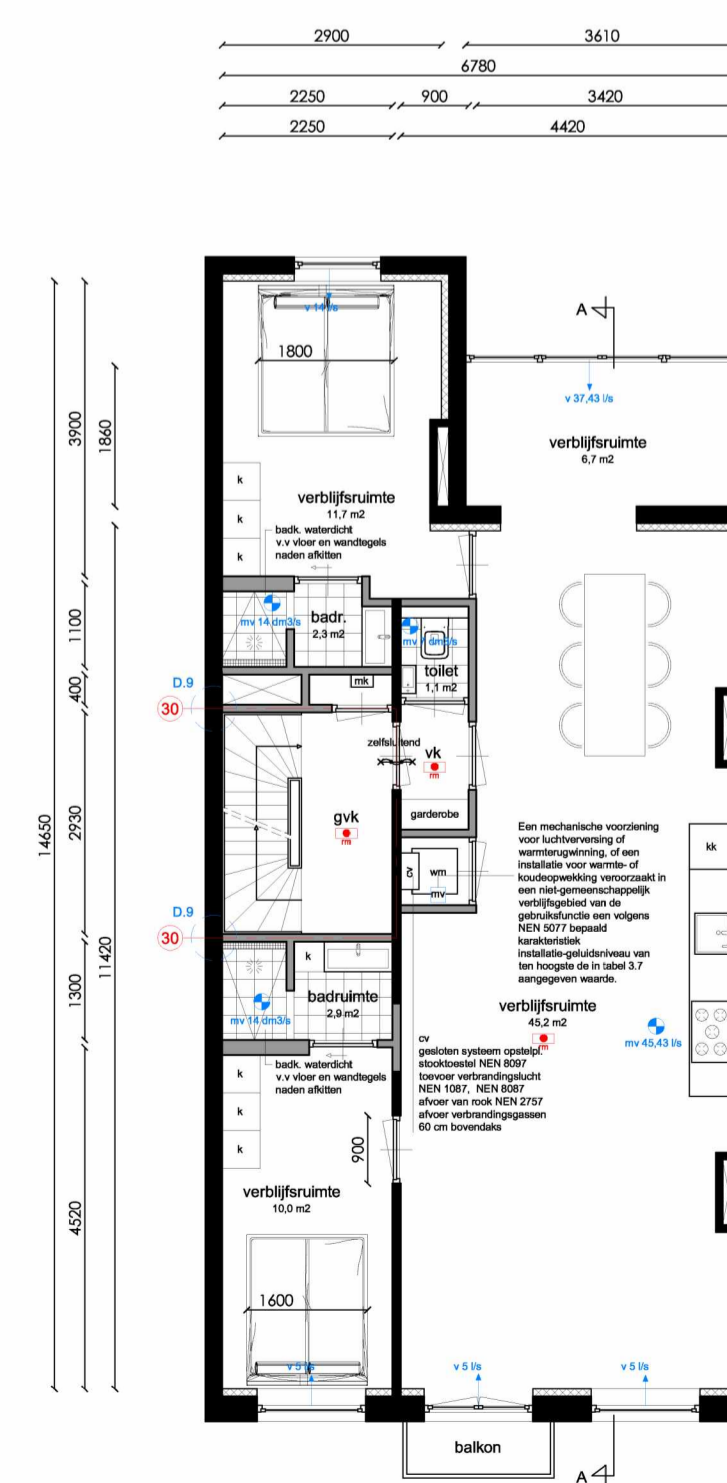 2900 3610
6780
2250 900 3420
2250 4420
A
v 14 l/s
1800
v 37,43 l/s
3900
1860
verblijfsruimte
6,7 m2
k
k
k
verblijfsruimte
11,7 m2
badk. waterdicht
v.v vloer en wandtegels
naden afkitten
1100
badr.
2,3 m2
mv 14 dm3/s
mv 7 dm3/s
toilet
1,1 m2
400
D.9
30
mk
zelfsluitend
vk
rm
garderobe
gvk
rm
14650
2930
11420
cv
wm
mv
Een mechanische voorziening
voor luchtverversing of
warmterugwinning, of een
installatie voor warmte- of
koudeopwekking veroorzaakt in
een niet-gemeenschappelijk
verblijfsgebied van de
gebruiksfunctie een volgens
NEN 5077 bepaald
karakteristiek
installatie-geluidsniveau van
ten hoogste de in tabel 3.7
aangegeven waarde.
kk
D.9
30
k
1300
badruimte
2,9 m2
mv 14 dm3/s
verblijfsruimte
45,2 m2
rm
mv 45,43 l/s
cv
gesloten systeem opstelpl.
stooktoestel NEN 8097
toevoer verbrandingslucht
NEN 1087, NEN 8087
afvoer van rook NEN 2757
afvoer verbrandingsgassen
60 cm bovendaks
badk. waterdicht
v.v vloer en wandtegels
naden afkitten
k
k
k
900
verblijfsruimte
10,0 m2
4520
1600
v 5 l/s
v 5 l/s
v 5 l/s
balkon
A